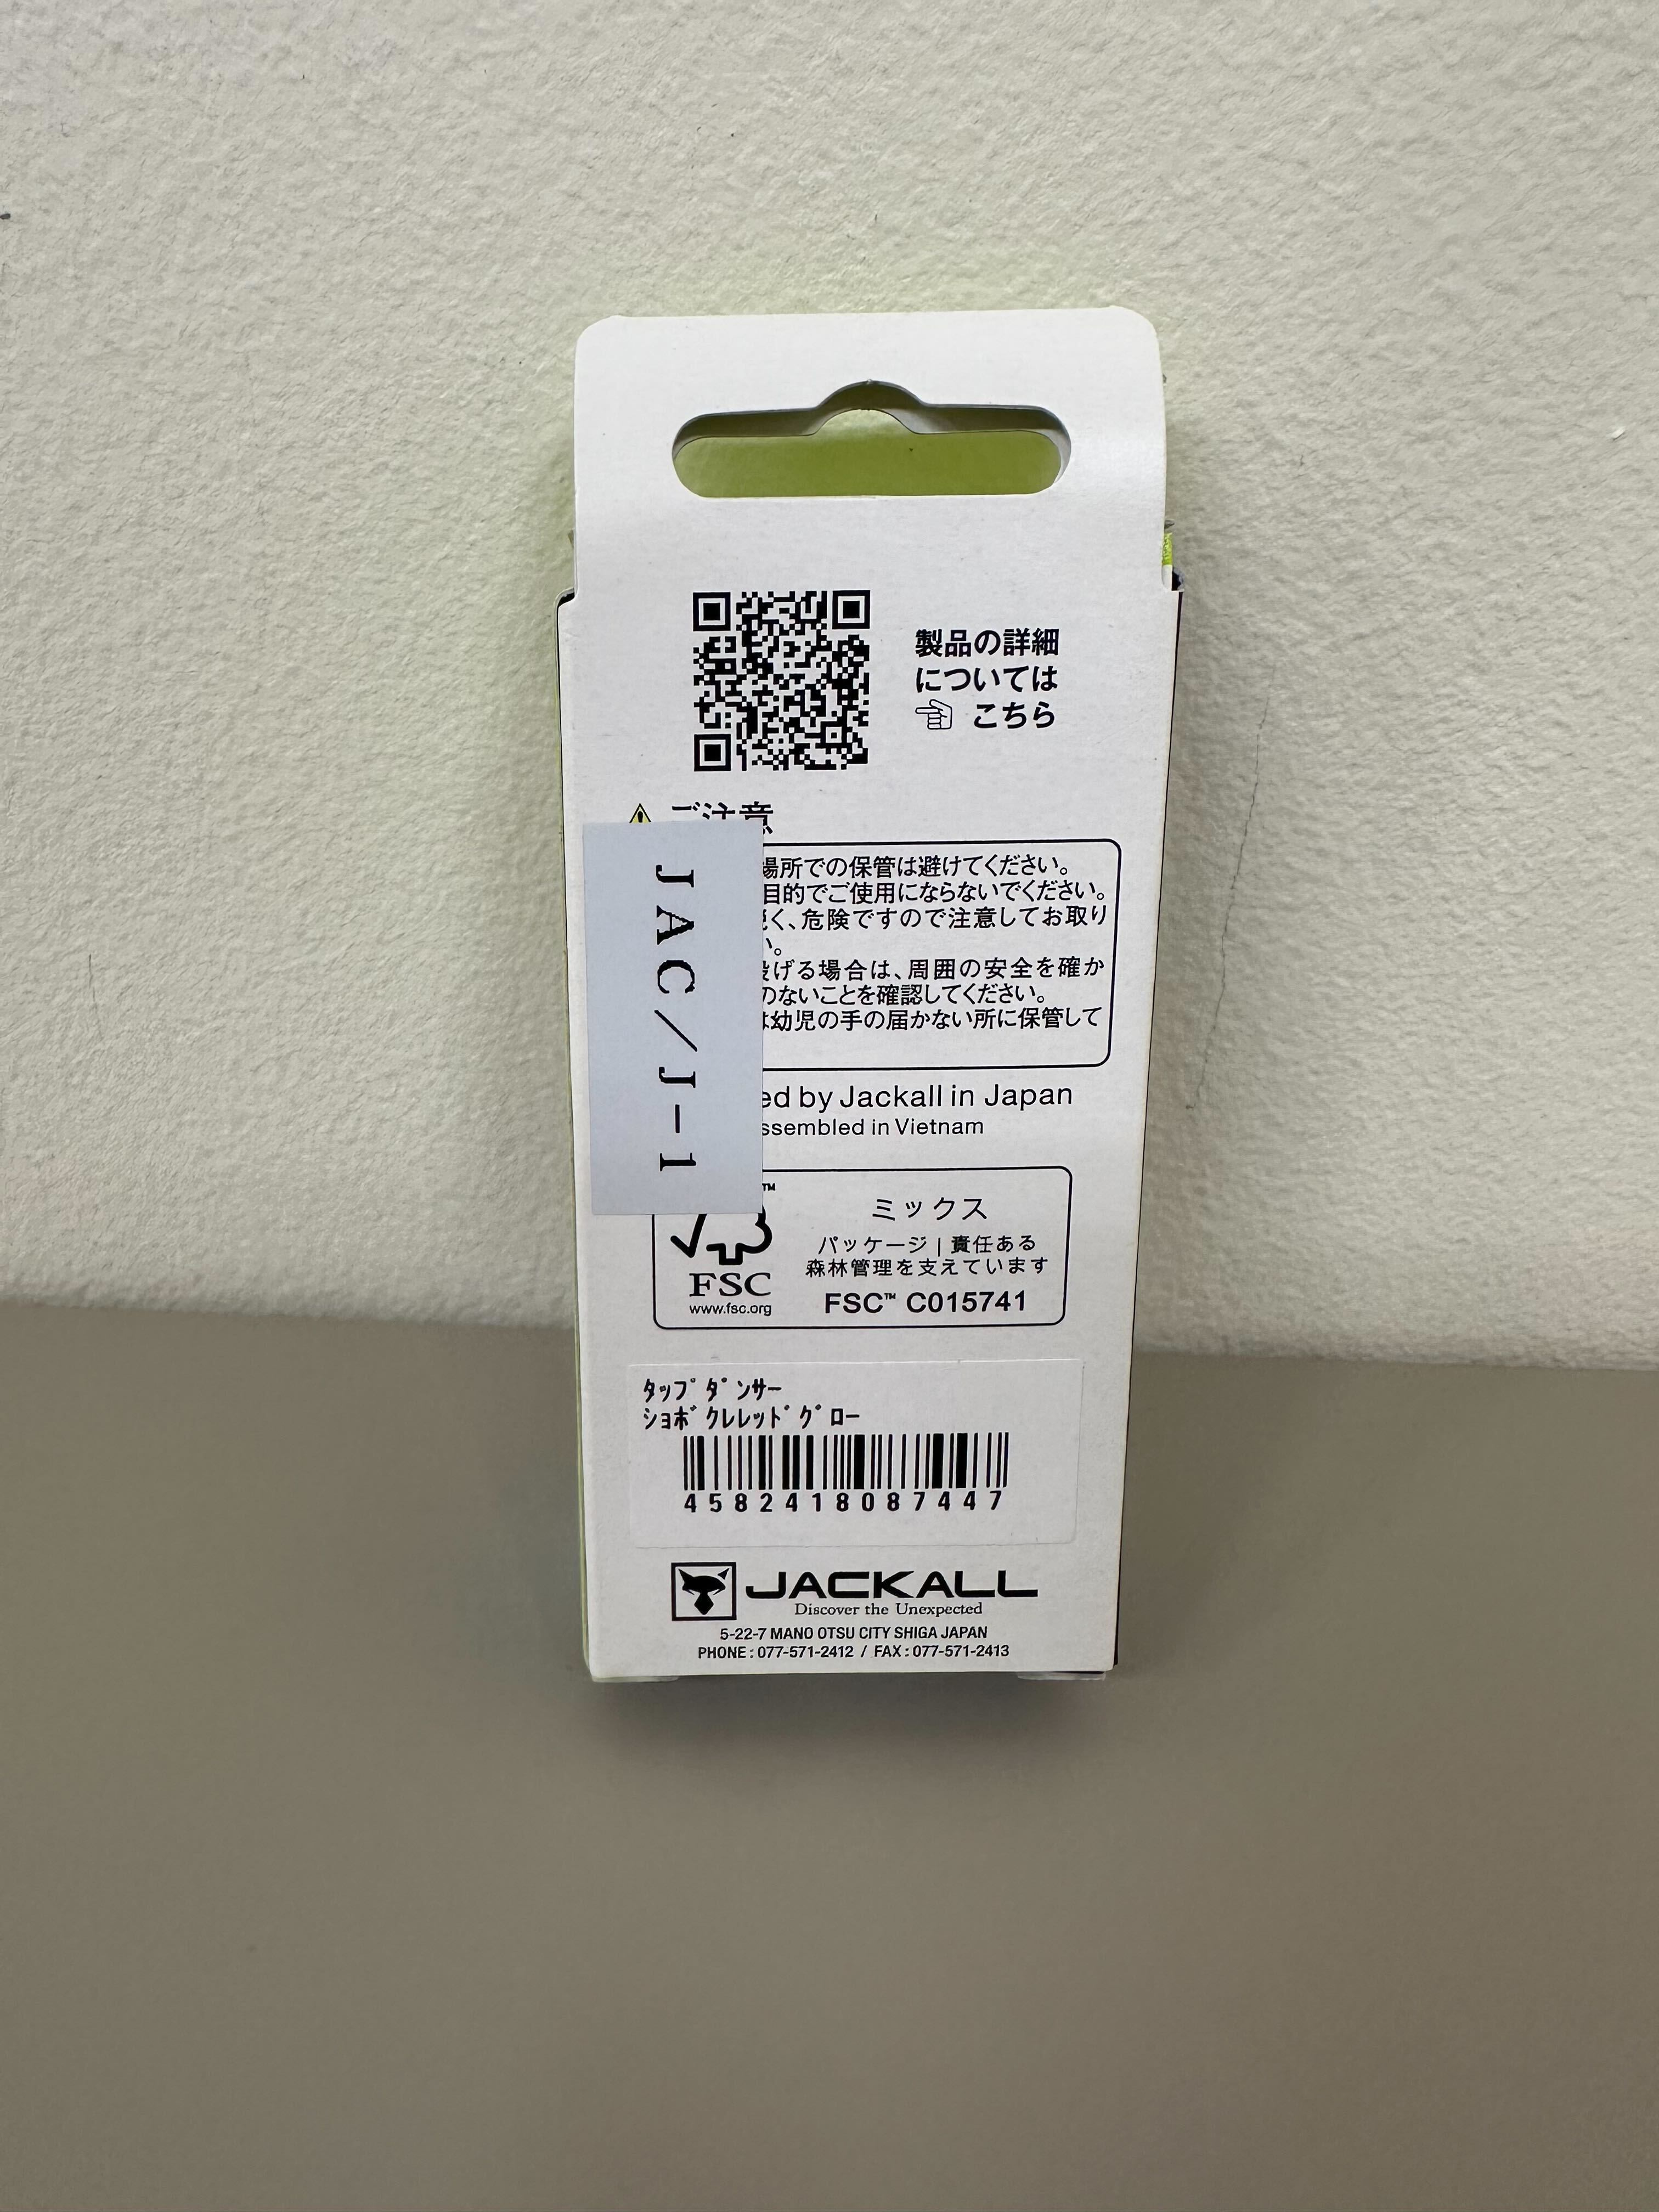 製品の詳細
については
こちら
ご注意
場所での保管は避けてください。
目的でご使用にならないでください。
く、危険ですので注意してお取り
い。
げる場合は、周囲の安全を確か
のないことを確認してください。
は幼児の手の届かない所に保管して
JAC/J-1
ed by Jackall in Japan
ssembled in Vietnam
™
FSC
www.fsc.org
ミックス
パッケージ | 責任ある
森林管理を支えています
FSC™ C015741
ﾀｯﾌﾟﾀﾞﾝｻｰ
ｼｮﾎﾞｸﾚﾚｯﾄﾞｸﾞﾛｰ
4582418087447
JACKALL
Discover the Unexpected
5-22-7 MANO OTSU CITY SHIGA JAPAN
PHONE : 077-571-2412 / FAX : 077-571-2413